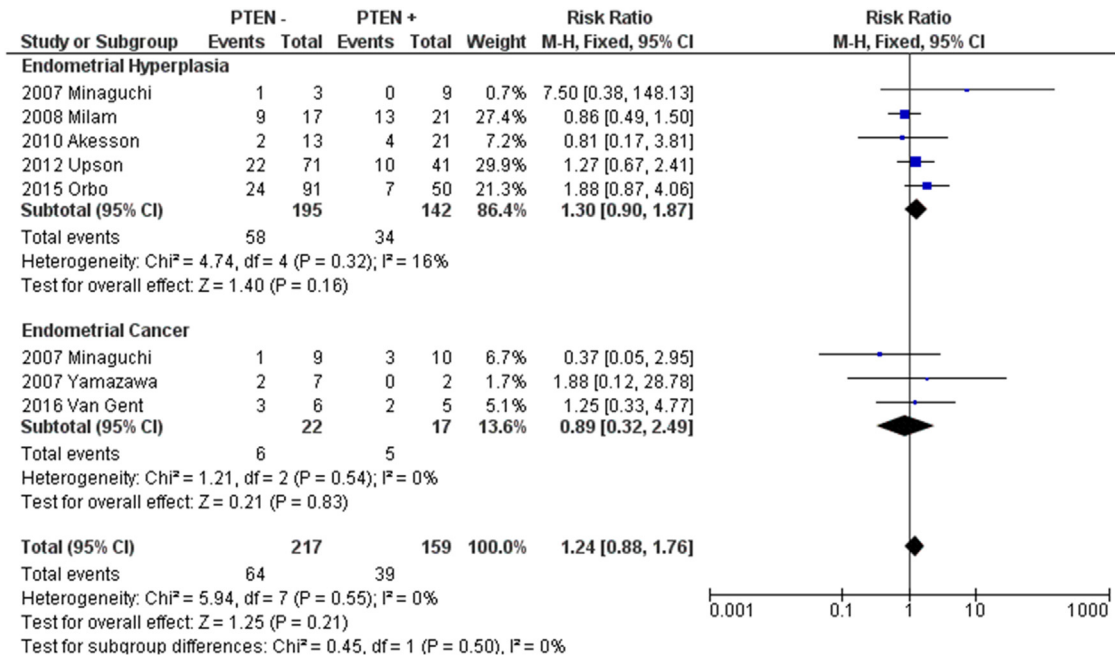 PTEN - PTEN + Risk Ratio Risk Ratio
Study or Subgroup Events Total Events Total Weight M-H, Fixed, 95% CI M-H, Fixed, 95% CI
Endometrial Hyperplasia
2007 Minaguchi 1 3 0 9 0.7% 7.50 [0.38, 148.13]
2008 Milam 9 17 13 21 27.4% 0.86 [0.49, 1.50]
2010 Akesson 2 13 4 21 7.2% 0.81 [0.17, 3.81]
2012 Upson 22 71 10 41 29.9% 1.27 [0.67, 2.41]
2015 Orbo 24 91 7 50 21.3% 1.88 [0.87, 4.06]
Subtotal (95% CI) 195 142 86.4% 1.30 [0.90, 1.87]
Total events 58 34
Heterogeneity: Chi² = 4.74, df = 4 (P = 0.32); I² = 16%
Test for overall effect: Z = 1.40 (P = 0.16)
Endometrial Cancer
2007 Minaguchi 1 9 3 10 6.7% 0.37 [0.05, 2.95]
2007 Yamazawa 2 7 0 2 1.7% 1.88 [0.12, 28.78]
2016 Van Gent 3 6 2 5 5.1% 1.25 [0.33, 4.77]
Subtotal (95% CI) 22 17 13.6% 0.89 [0.32, 2.49]
Total events 6 5
Heterogeneity: Chi² = 1.21, df = 2 (P = 0.54); I² = 0%
Test for overall effect: Z = 0.21 (P = 0.83)
Total (95% CI) 217 159 100.0% 1.24 [0.88, 1.76]
Total events 64 39
Heterogeneity: Chi² = 5.94, df = 7 (P = 0.55); I² = 0%
Test for overall effect: Z = 1.25 (P = 0.21)
Test for subgroup differences: Chi² = 0.45, df = 1 (P = 0.50), I² = 0%
0.001 0.1 1 10 1000